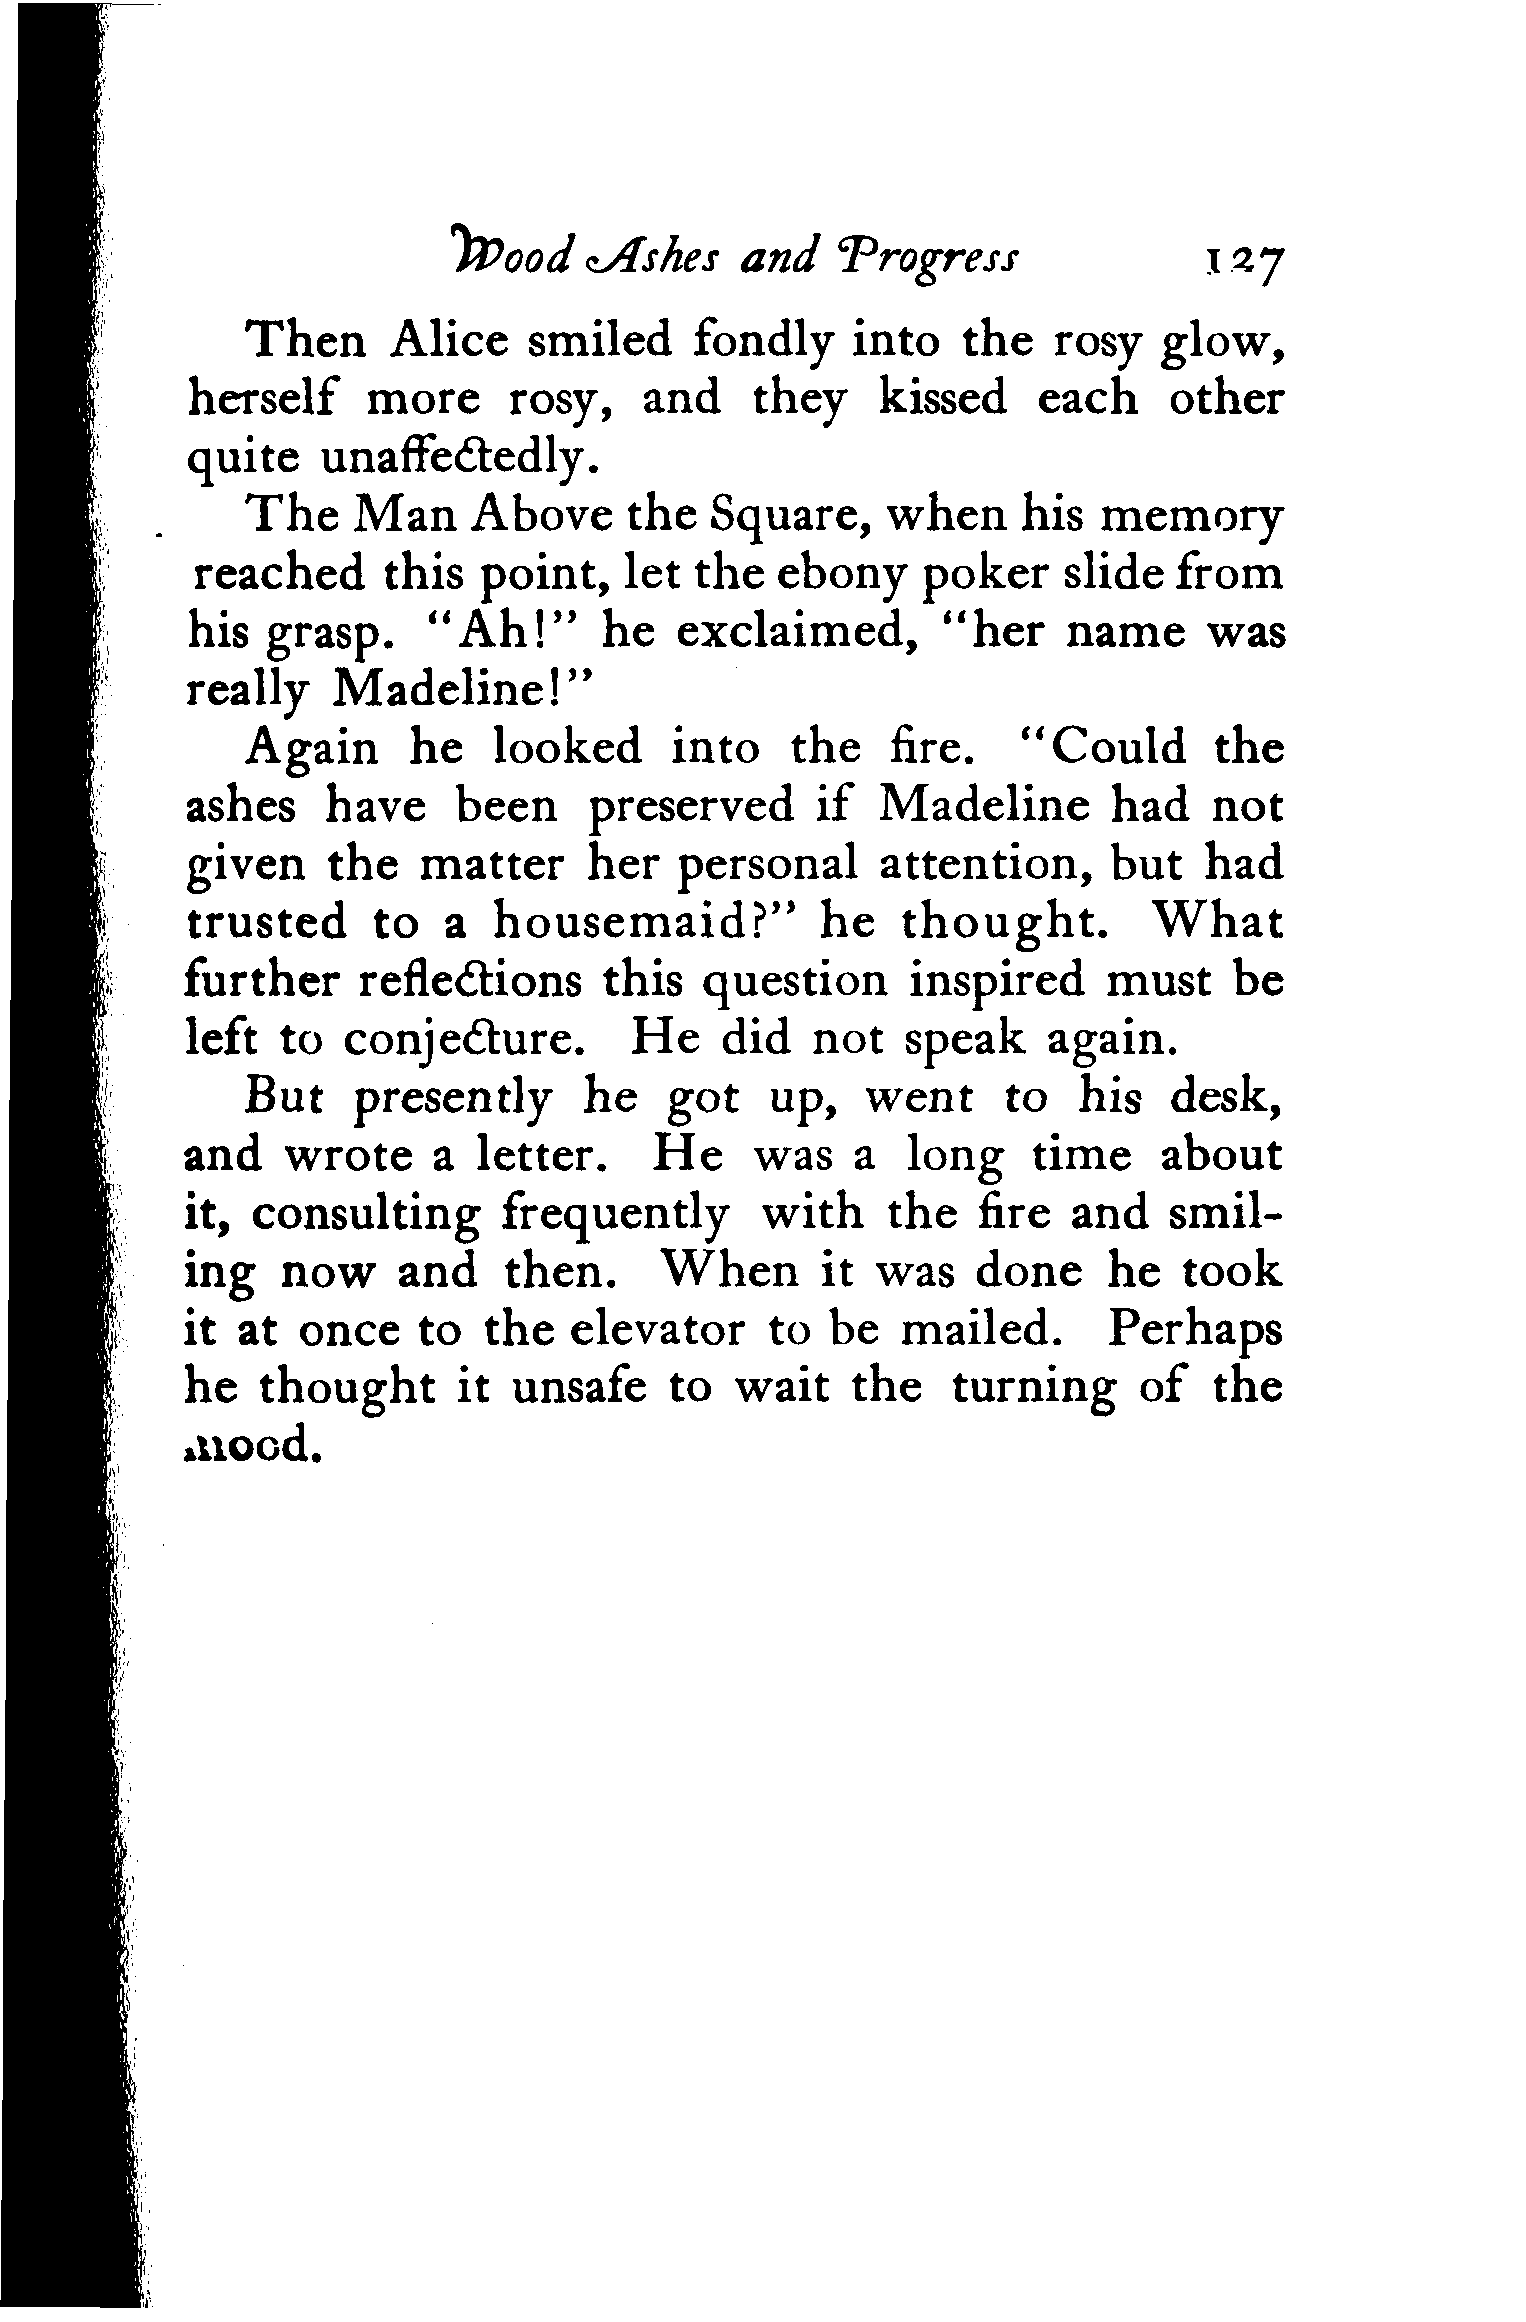 Wood Ashes and Progress 127
Then Alice smiled fondly into the rosy glow,
herself more rosy, and they kissed each other
quite unaffectedly.
The Man Above the Square, when his memory
reached this point, let the ebony poker slide from
his grasp. "Ah!" he exclaimed, "her name was
really Madeline!"
Again he looked into the fire. "Could the
ashes have been preserved if Madeline had not
given the matter her personal attention, but had
trusted to a housemaid?" he thought. What
further reflections this question inspired must be
left to conjecture. He did not speak again.
But presently he got up, went to his desk,
and wrote a letter. He was a long time about
it, consulting frequently with the fire and smil-
ing now and then. When it was done he took
it at once to the elevator to be mailed. Perhaps
he thought it unsafe to wait the turning of the
mood.